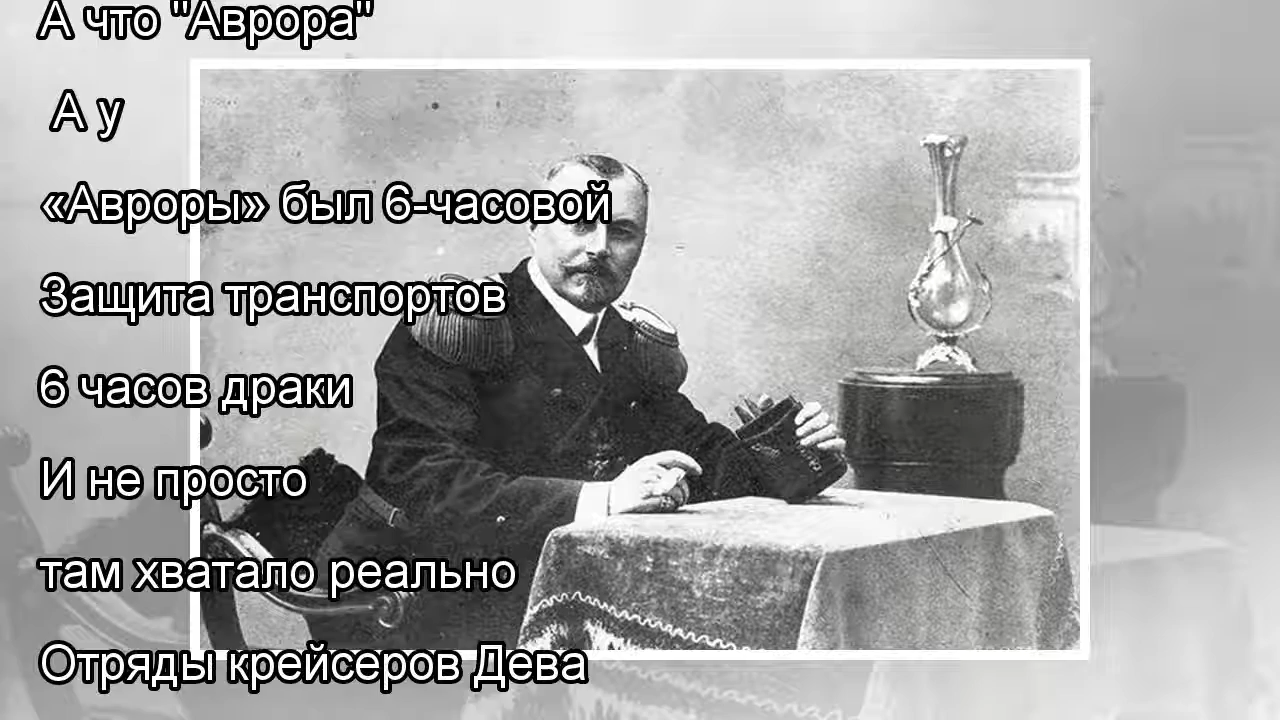 А что "Аврора"
А у
«Авроры» был 6-часовой
Защита транспортов
6 часов драки
И не просто
там хватало реально
Отряды крейсеров Дева